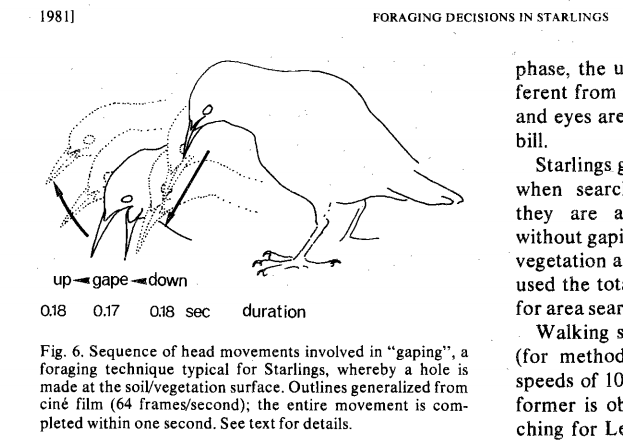 1981]
FORAGING DECISIONS IN STARLINGS
up◄gape◄down
0.18 0.17 0.18 sec duration
Fig. 6. Sequence of head movements involved in “gaping”, a
foraging technique typical for Starlings, whereby a hole is
made at the soil/vegetation surface. Outlines generalized from
ciné film (64 frames/second); the entire movement is com-
pleted within one second. See text for details.
phase, the u
ferent from
and eyes are
bill.
Starlings g
when searc
they are a
without gapi
vegetation a
used the tota
for area sear
Walking s
(for method
speeds of 10
former is ob
ching for Le